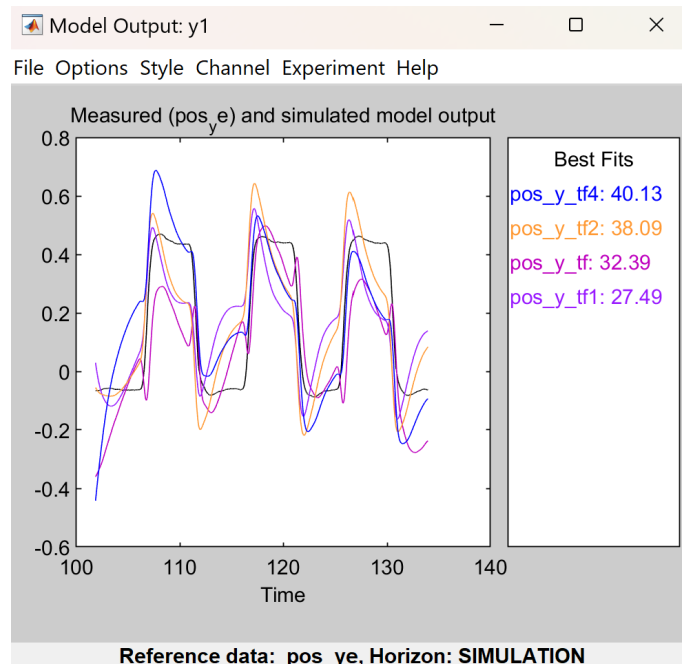 Model Output: y1
File Options Style Channel Experiment Help
Measured (pos_ye) and simulated model output
0.8
0.6
0.4
0.2
0
-0.2
-0.4
-0.6
100 110 120 130 140
Time
Best Fits
pos_y_tf4: 40.13
pos_y_tf2: 38.09
pos_y_tf: 32.39
pos_y_tf1: 27.49
Reference data: pos_ye, Horizon: SIMULATION